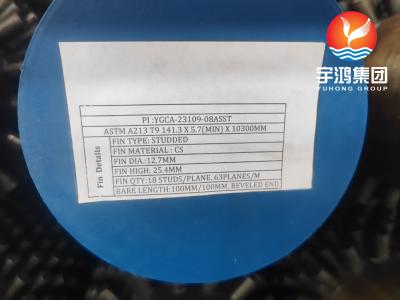 宇鸿集团
YUHONG GROUP
PI :YGCA-23109-08ASST
ASTM A213 T9 141.3 X 5.7(MIN) X 10300MM
Fin Details
FIN TYPE: STUDDED
FIN MATERIAL : CS
FIN DIA.:12.7MM
FIN HIGH: 25.4MM
FIN QTY:18 STUDS/PLANE, 63PLANES/M
BARE LENGTH:100MM/100MM, BEVELED END